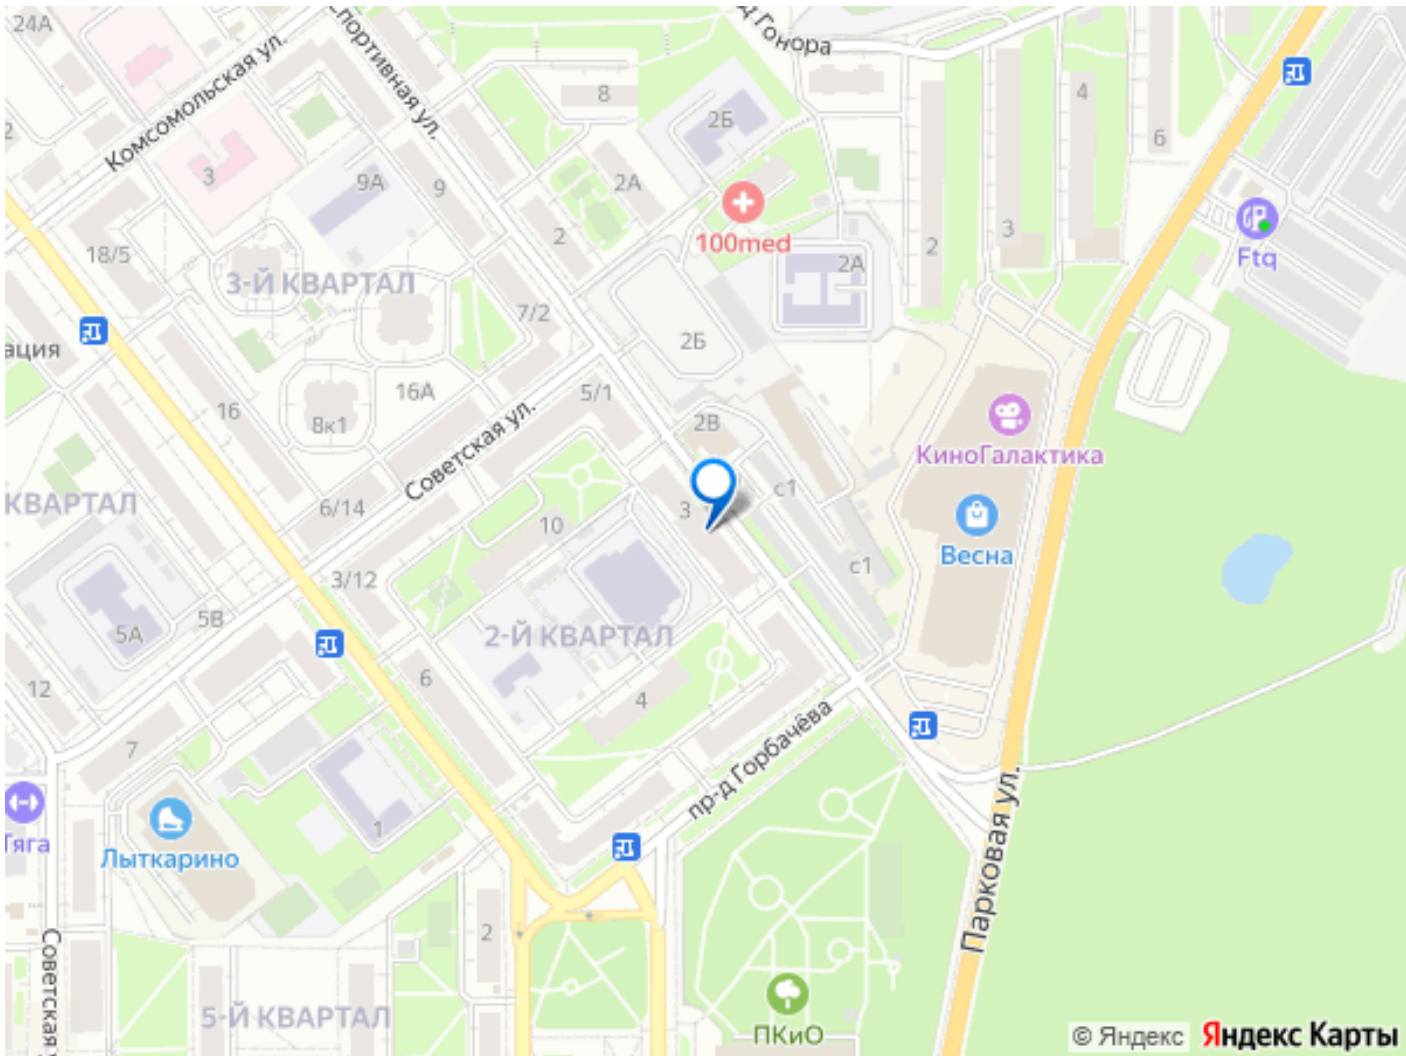 24А
Комсомольская ул.
Спортивная ул.
д Гонора
8
2Б
4
6
2
3
9А
9
2А
2
100med
2А
2
3
Ftq
18/5
3-Й КВАРТАЛ
7/2
2Б
ация
16А
5/1
16
8к1
2В
КиноГалактика
Советская ул.
КВАРТАЛ
6/14
10
3
с1
с1
Весна
3/12
5А
5В
2-Й КВАРТАЛ
12
6
4
7
пр-д Горбачёва
Тяга
1
Лыткарино
Парковая ул.
2
Советская
5-Й КВАРТАЛ
ПКиО
© Яндекс Яндекс Карты